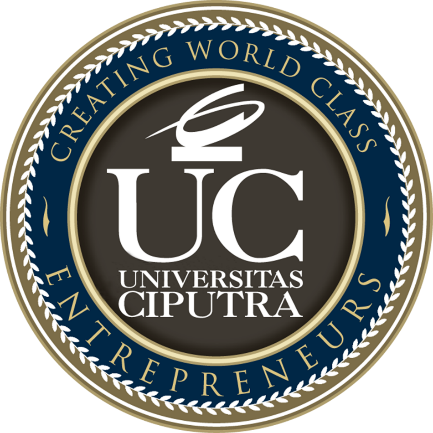 CREATING WORLD CLASS
UC
UNIVERSITAS
CIPUTRA
ENTREPRENEURS